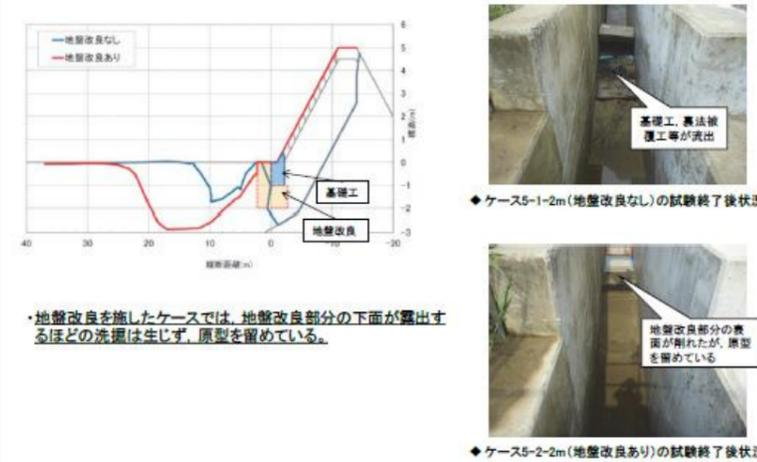 地盤改良なし
地盤改良あり
6
5
4
3
2
1
0
-1
-2
-3
標高(m)
基礎工
地盤改良
40
30
20
10
0
-10
-20
縦断距離(m)
・地盤改良を施したケースでは，地盤改良部分の下面が露出す
るほどの洗掘は生じず，原型を留めている。
基礎工，裏法被
覆工等が流出
◆ ケース5-1-2m(地盤改良なし)の試験終了後状況
地盤改良部分の表
面が削れたが，原型
を留めている
◆ ケース5-2-2m(地盤改良あり)の試験終了後状況